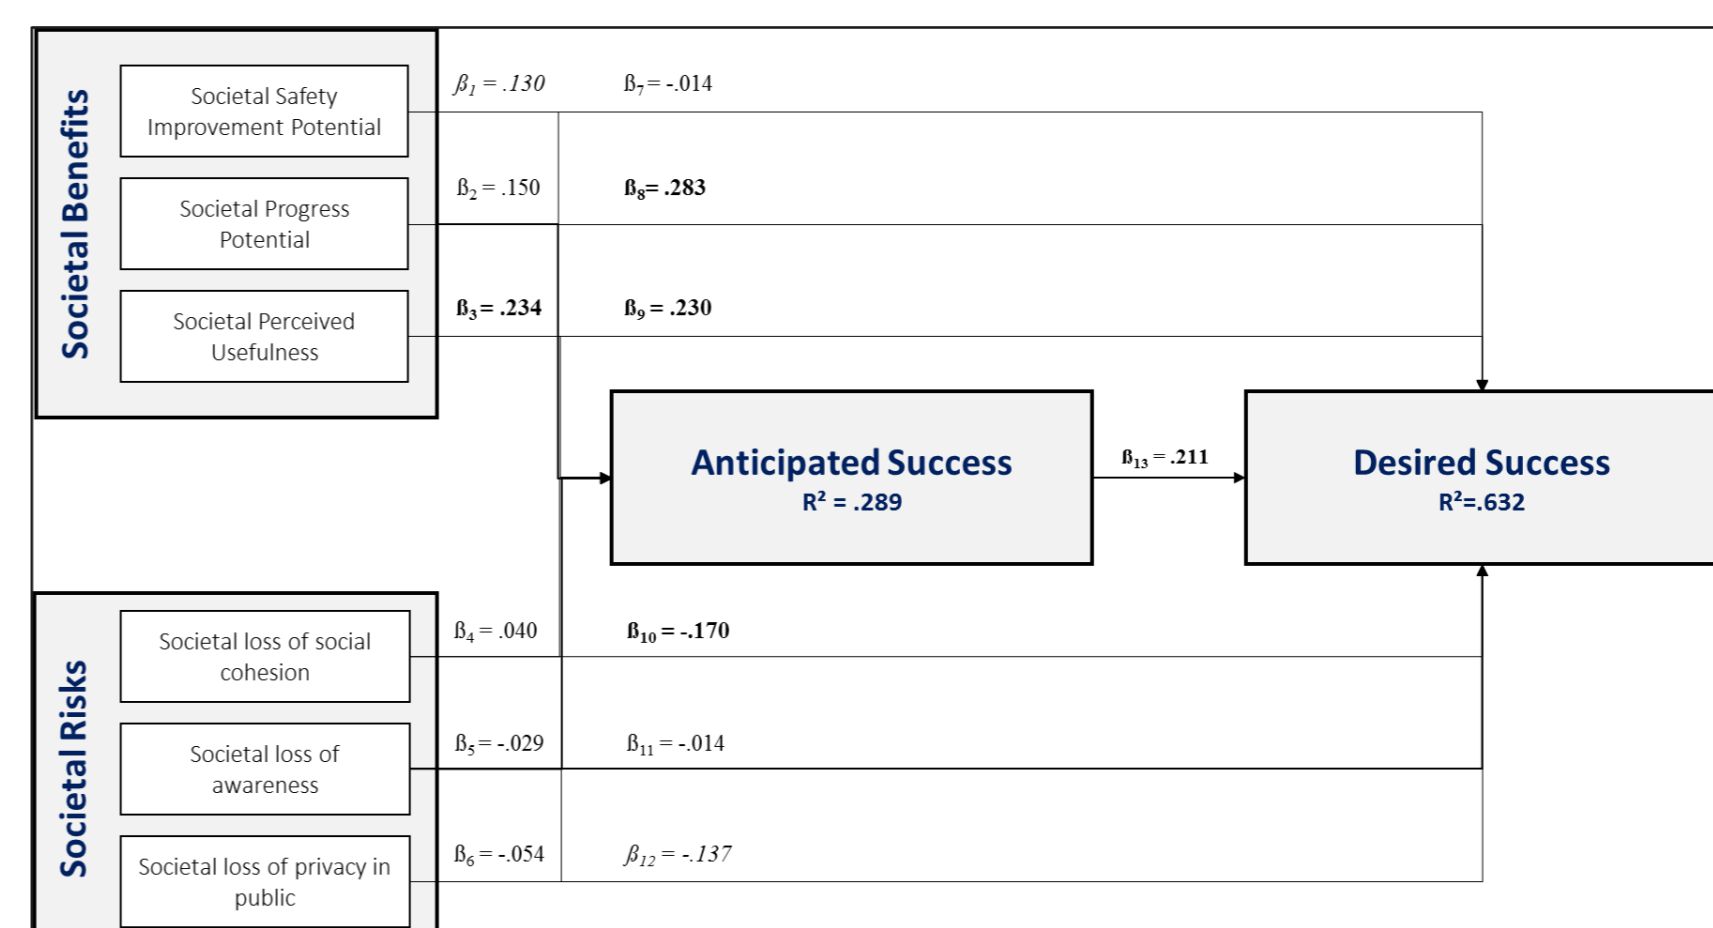 Societal Benefits
Societal Safety
Improvement Potential
ß₁ = .130
ß₇ = -.014
Societal Progress
Potential
ß₂ = .150
ß₈= .283
Societal Perceived
Usefulness
ß₃ = .234
ß₉ = .230
Anticipated Success
R² = .289
ß₁₃ = .211
Desired Success
R²=.632
Societal Risks
Societal loss of social
cohesion
ß₄ = .040
ß₁₀ = -.170
Societal loss of
awareness
ß₅ = -.029
ß₁₁ = -.014
Societal loss of privacy in
public
ß₆ = -.054
ß₁₂ = -.137